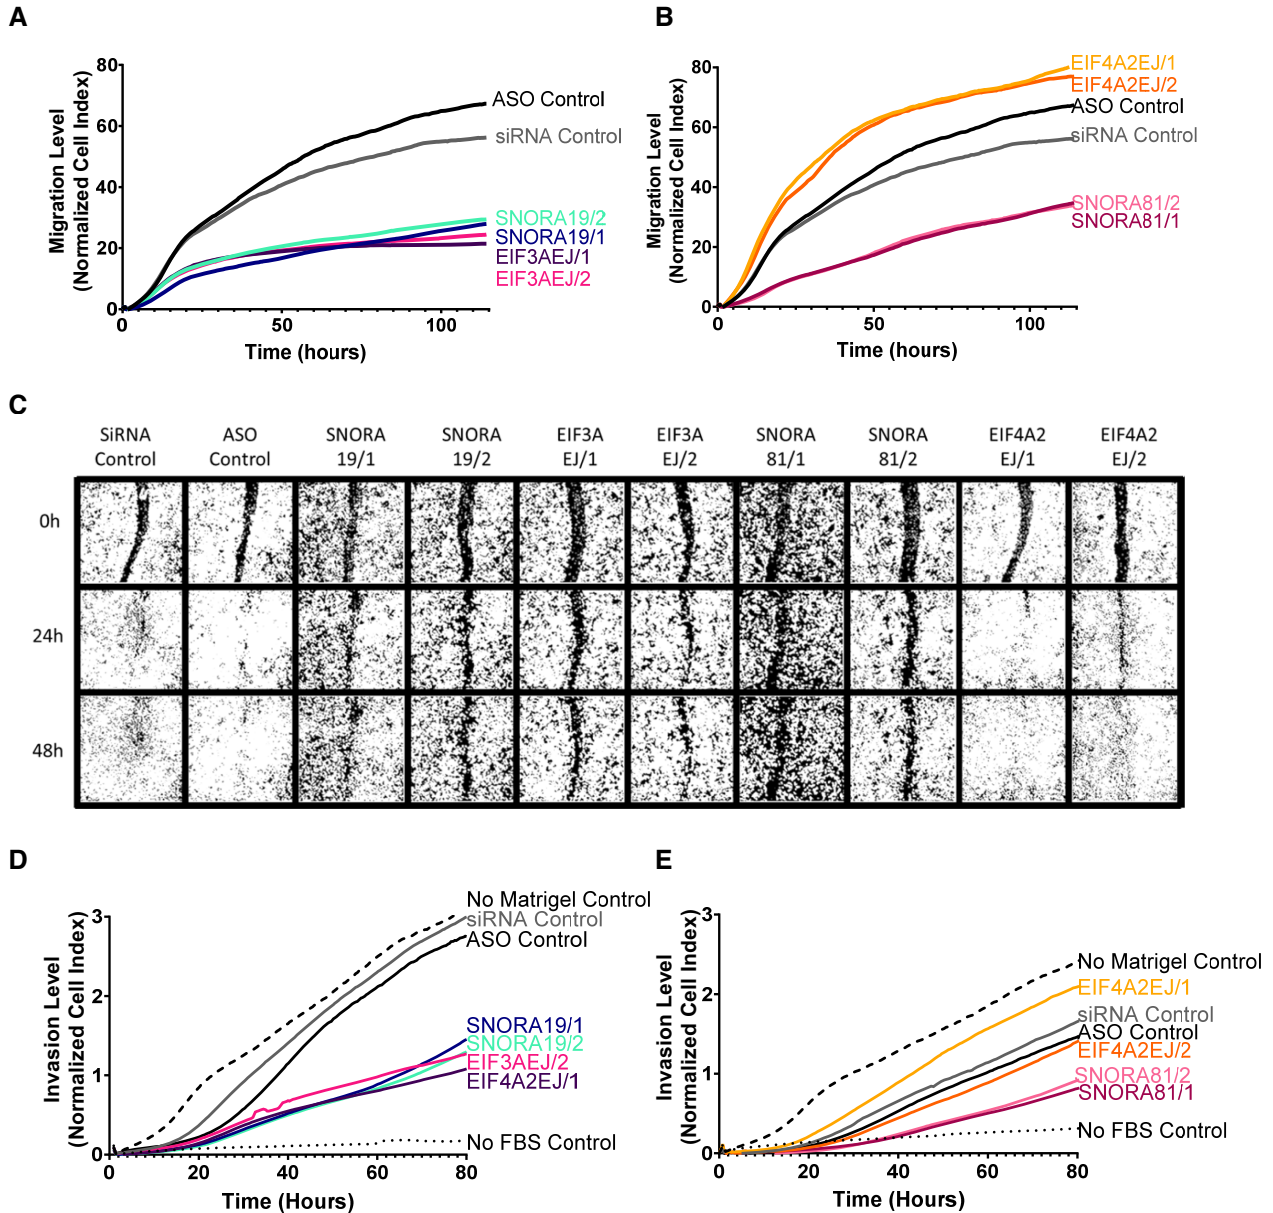 A
Migration Level
(Normalized Cell Index)
80
60
40
20
0
0
50
100
Time (hours)
ASO Control
siRNA Control
SNORA19/2
SNORA19/1
EIF3AEJ/1
EIF3AEJ/2
B
Migration Level
(Normalized Cell Index)
80
60
40
20
0
0
50
100
Time (hours)
EIF4A2EJ/1
EIF4A2EJ/2
ASO Control
siRNA Control
SNORA81/2
SNORA81/1
C
SiRNA
Control
ASO
Control
SNORA
19/1
SNORA
19/2
EIF3A
EJ/1
EIF3A
EJ/2
SNORA
81/1
SNORA
81/2
EIF4A2
EJ/1
EIF4A2
EJ/2
0h
24h
48h
D
Invasion Level
(Normalized Cell Index)
3
2
1
0
0
20
40
60
80
Time (Hours)
No Matrigel Control
siRNA Control
ASO Control
SNORA19/1
SNORA19/2
EIF3AEJ/2
EIF4A2EJ/1
No FBS Control
E
Invasion Level
(Normalized Cell Index)
3
2
1
0
0
20
40
60
80
Time (Hours)
No Matrigel Control
EIF4A2EJ/1
siRNA Control
ASO Control
EIF4A2EJ/2
SNORA81/2
SNORA81/1
No FBS Control